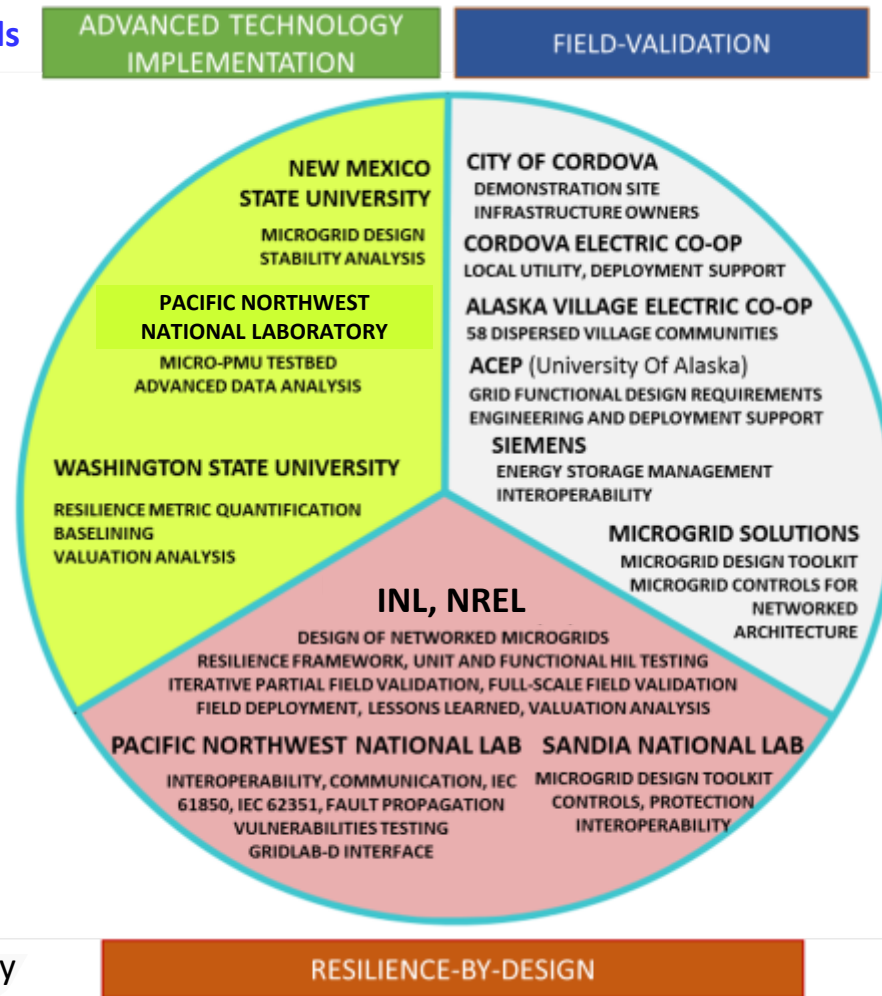 ls
ADVANCED TECHNOLOGY
IMPLEMENTATION
FIELD-VALIDATION
NEW MEXICO
STATE UNIVERSITY
MICROGRID DESIGN
STABILITY ANALYSIS
PACIFIC NORTHWEST
NATIONAL LABORATORY
MICRO-PMU TESTBED
ADVANCED DATA ANALYSIS
WASHINGTON STATE UNIVERSITY
RESILIENCE METRIC QUANTIFICATION
BASELINING
VALUATION ANALYSIS
CITY OF CORDOVA
DEMONSTRATION SITE
INFRASTRUCTURE OWNERS
CORDOVA ELECTRIC CO-OP
LOCAL UTILITY, DEPLOYMENT SUPPORT
ALASKA VILLAGE ELECTRIC CO-OP
58 DISPERSED VILLAGE COMMUNITIES
ACEP (University Of Alaska)
GRID FUNCTIONAL DESIGN REQUIREMENTS
ENGINEERING AND DEPLOYMENT SUPPORT
SIEMENS
ENERGY STORAGE MANAGEMENT
INTEROPERABILITY
MICROGRID SOLUTIONS
MICROGRID DESIGN TOOLKIT
MICROGRID CONTROLS FOR
NETWORKED
ARCHITECTURE
INL, NREL
DESIGN OF NETWORKED MICROGRIDS
RESILIENCE FRAMEWORK, UNIT AND FUNCTIONAL HIL TESTING
ITERATIVE PARTIAL FIELD VALIDATION, FULL-SCALE FIELD VALIDATION
FIELD DEPLOYMENT, LESSONS LEARNED, VALUATION ANALYSIS
PACIFIC NORTHWEST NATIONAL LAB
INTEROPERABILITY, COMMUNICATION, IEC
61850, IEC 62351, FAULT PROPAGATION
VULNERABILITIES TESTING
GRIDLAB-D INTERFACE
SANDIA NATIONAL LAB
MICROGRID DESIGN TOOLKIT
CONTROLS, PROTECTION
INTEROPERABILITY
y
RESILIENCE-BY-DESIGN